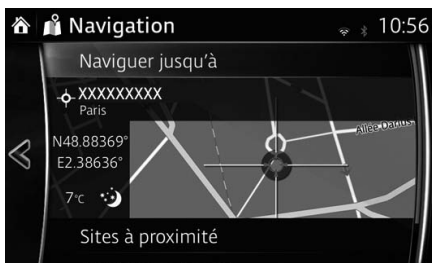 Navigation
10:56
Naviguer jusqu'à
XXXXXXXXX
Paris
N48.88369°
E2.38636°
7°C
Allée Darius
Sites à proximité